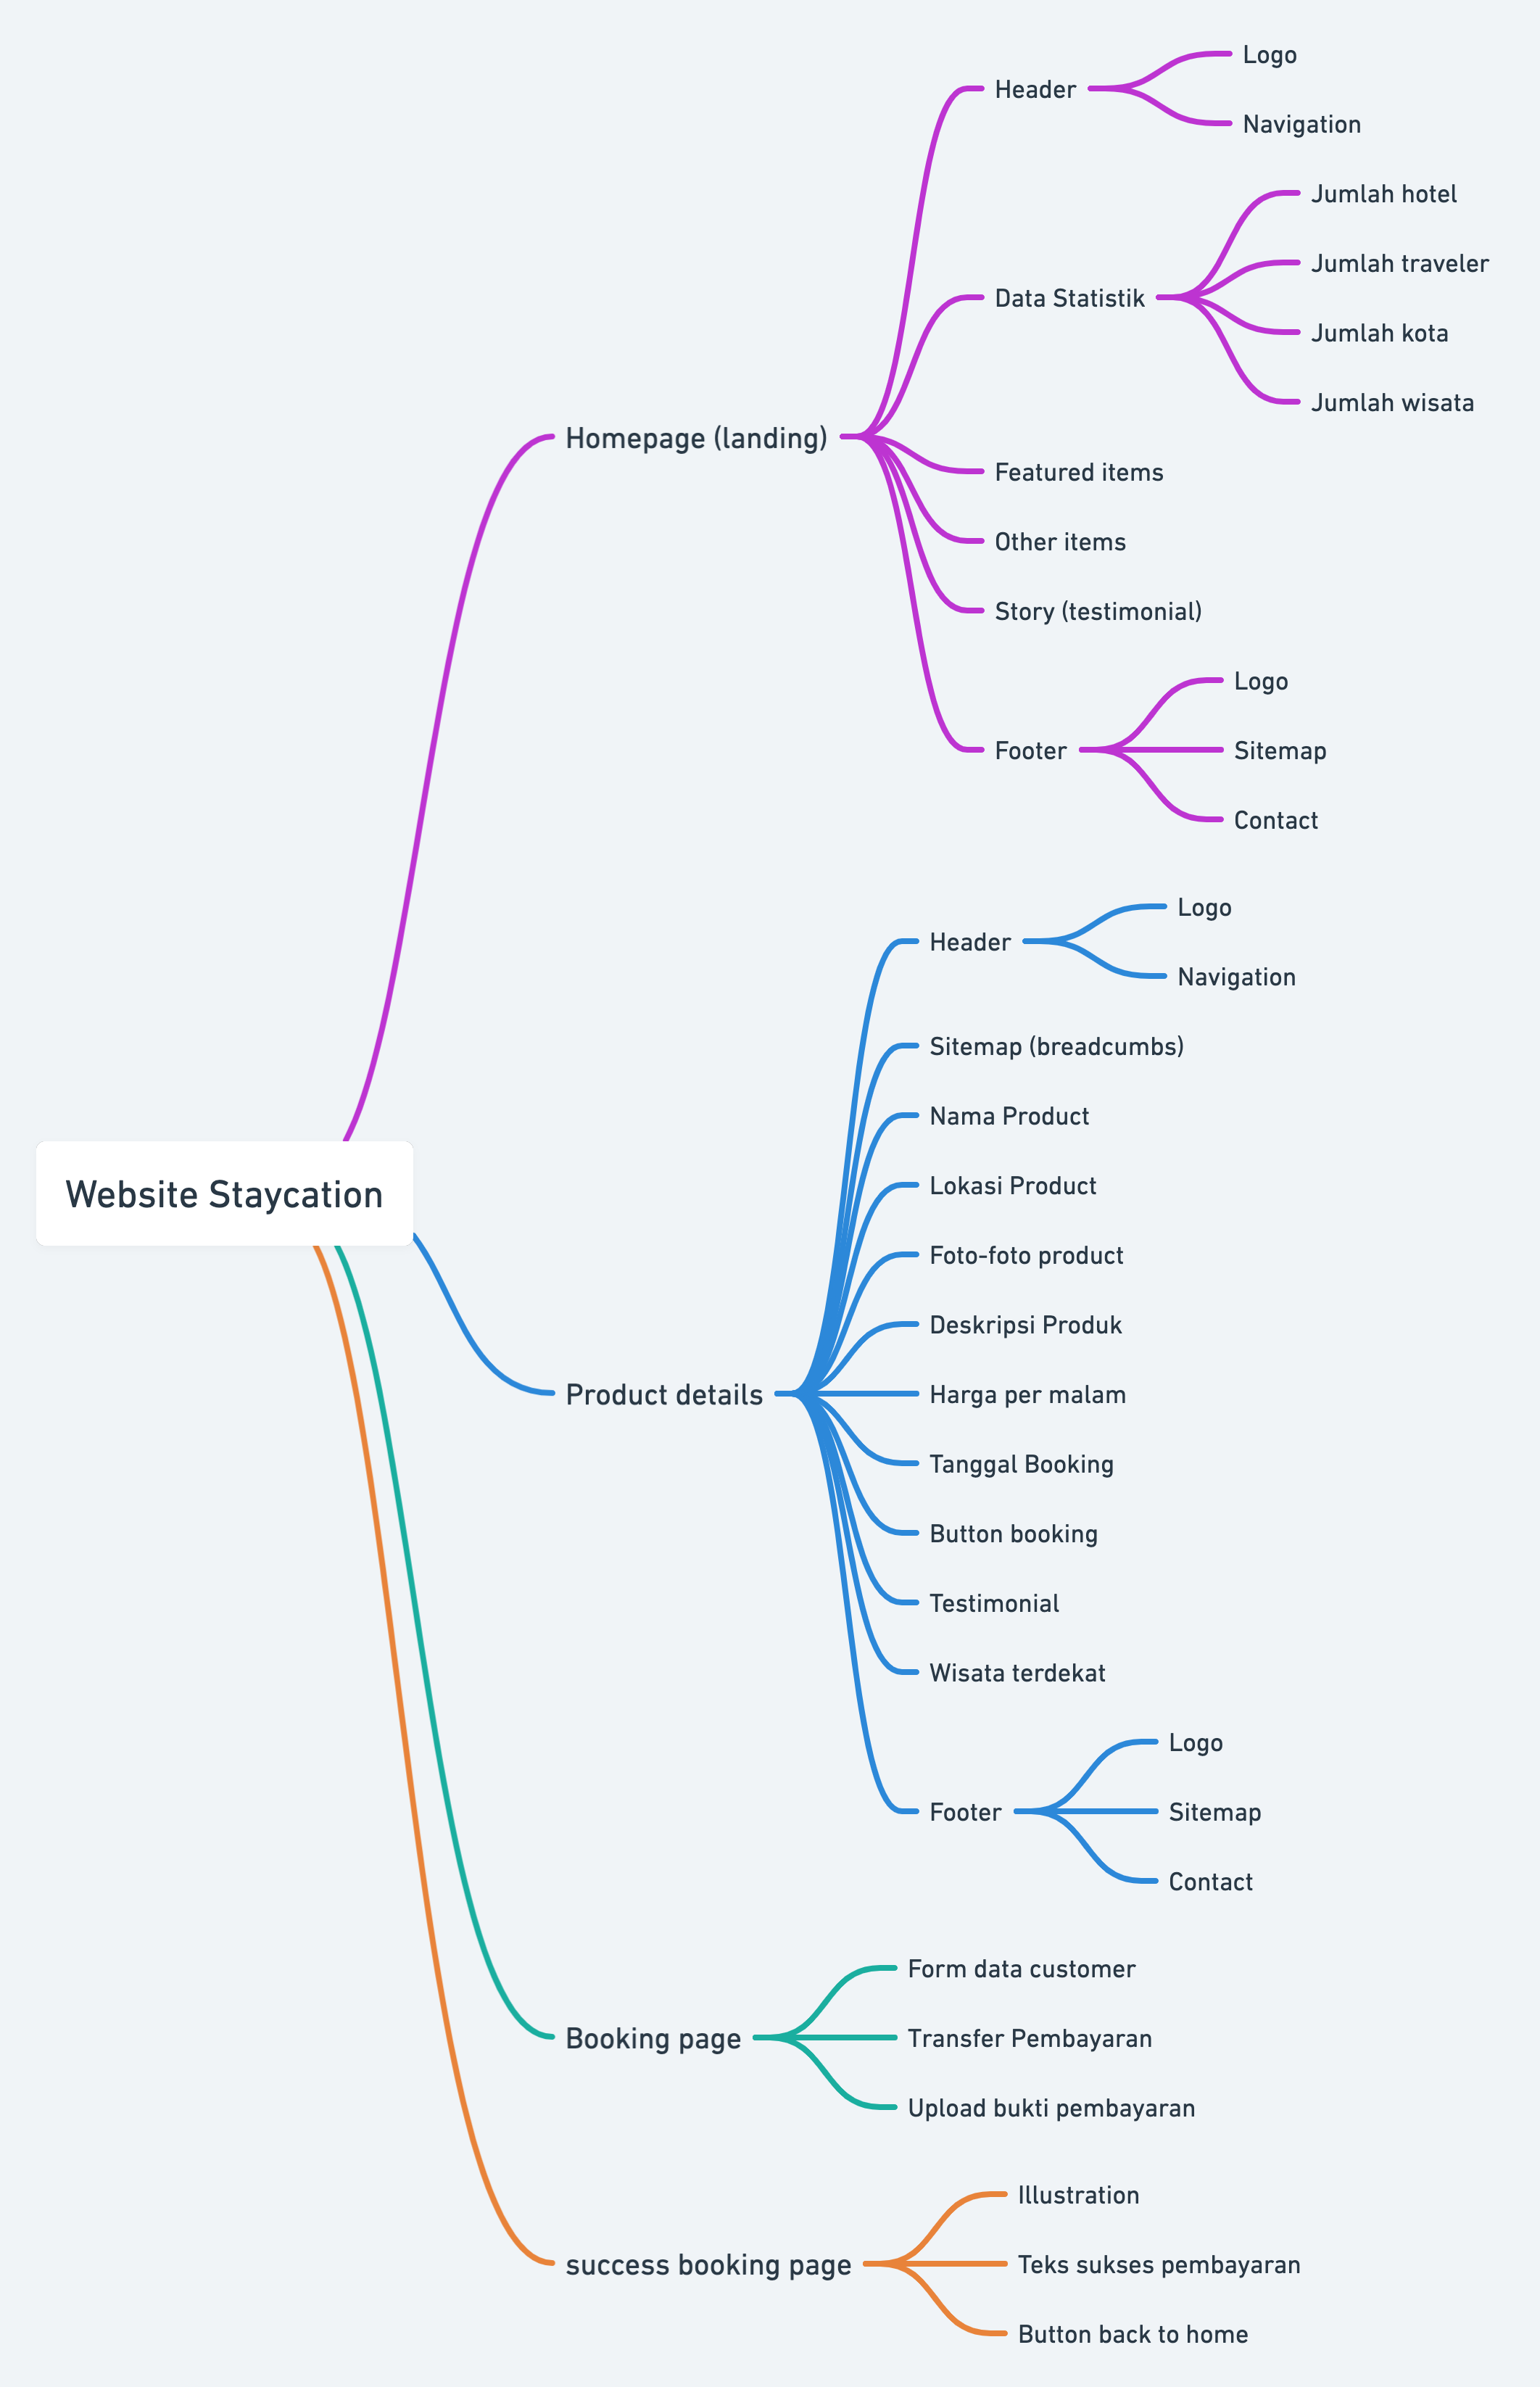 Website Staycation
Homepage (landing)
Header
Logo
Navigation
Data Statistik
Jumlah hotel
Jumlah traveler
Jumlah kota
Jumlah wisata
Featured items
Other items
Story (testimonial)
Footer
Logo
Sitemap
Contact
Product details
Header
Logo
Navigation
Sitemap (breadcumbs)
Nama Product
Lokasi Product
Foto-foto product
Deskripsi Produk
Harga per malam
Tanggal Booking
Button booking
Testimonial
Wisata terdekat
Footer
Logo
Sitemap
Contact
Booking page
Form data customer
Transfer Pembayaran
Upload bukti pembayaran
success booking page
Illustration
Teks sukses pembayaran
Button back to home